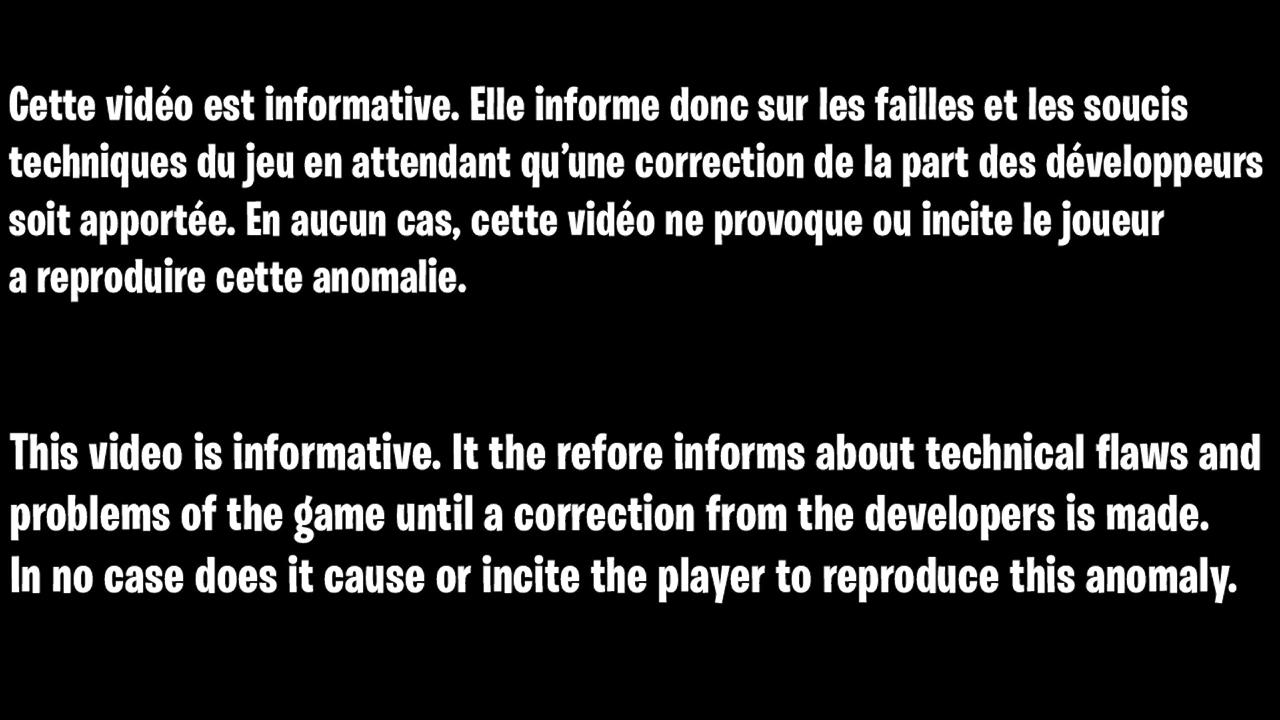 Cette vidéo est informative. Elle informe donc sur les failles et les soucis
techniques du jeu en attendant qu'une correction de la part des développeurs
soit apportée. En aucun cas, cette vidéo ne provoque ou incite le joueur
a reproduire cette anomalie.
This video is informative. It the refore informs about technical flaws and
problems of the game until a correction from the developers is made.
In no case does it cause or incite the player to reproduce this anomaly.